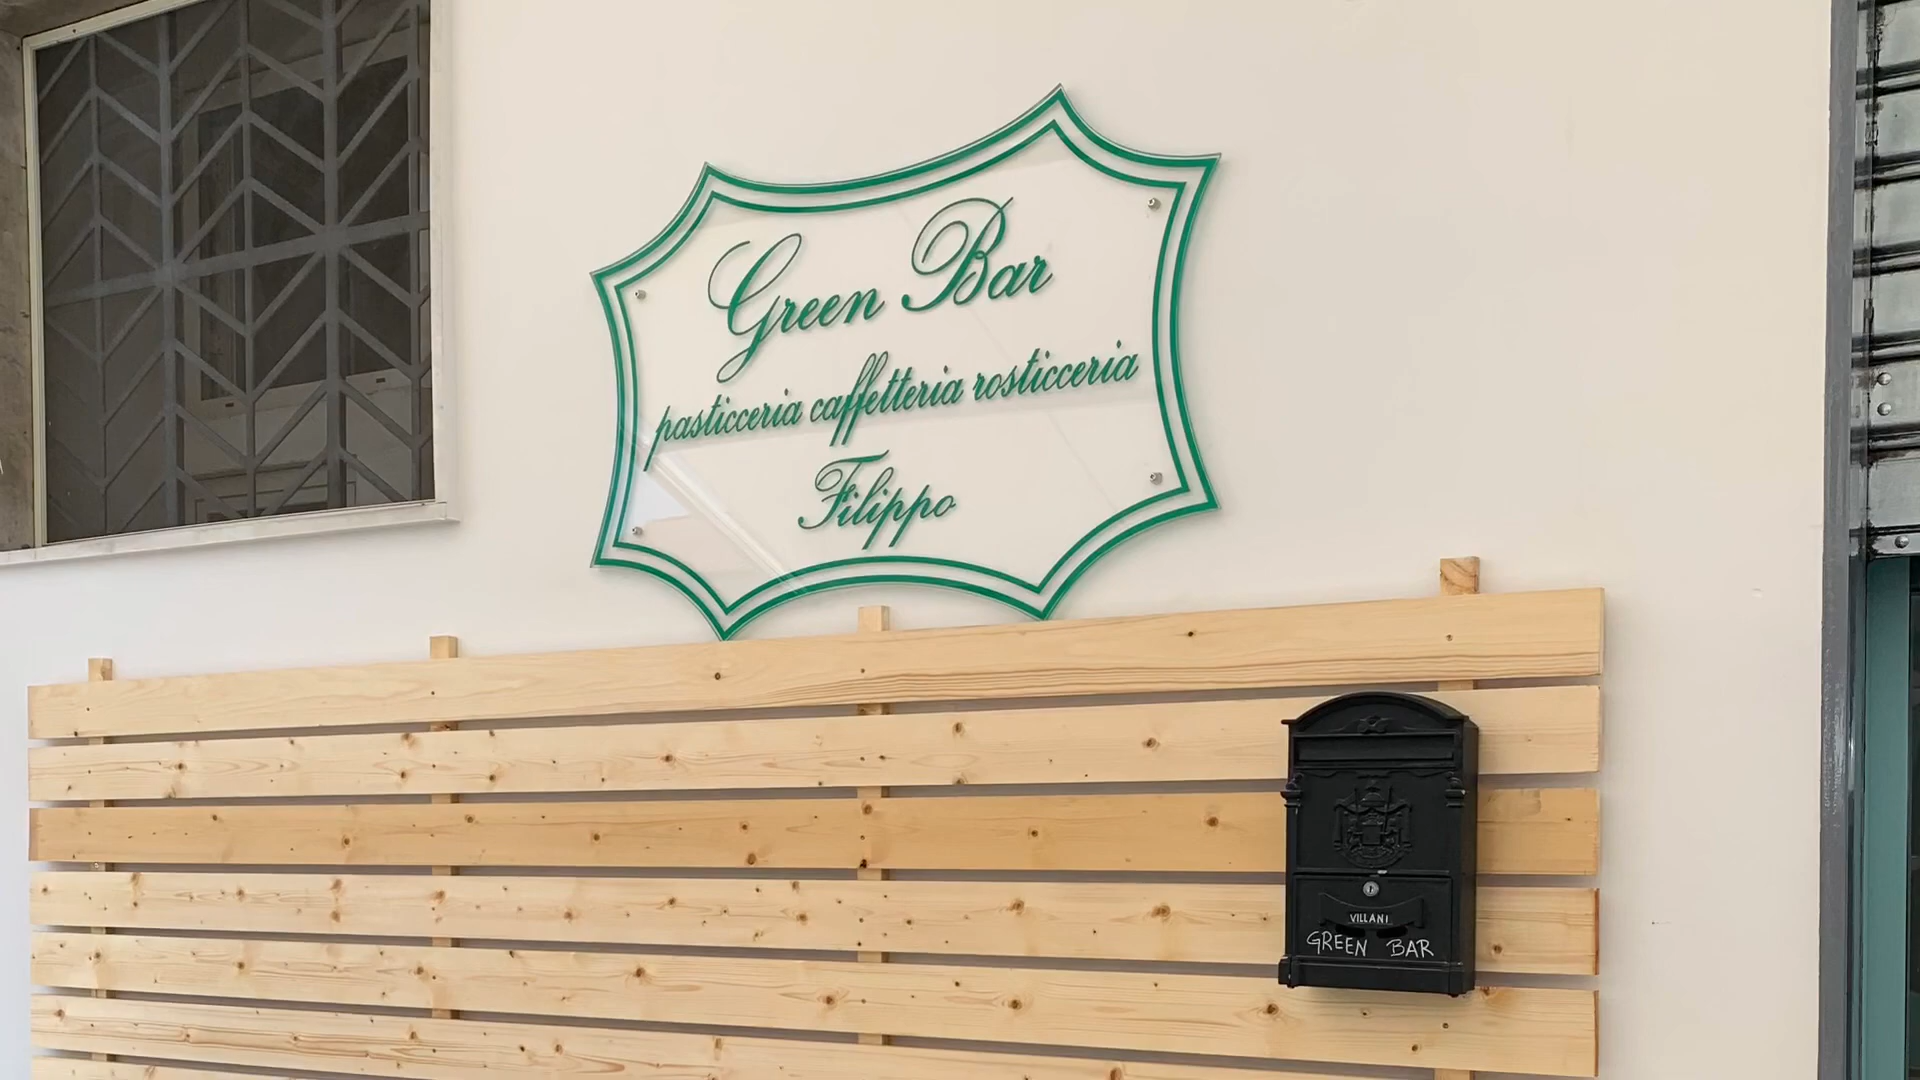 Green Bar
pasticceria caffetteria rosticceria
Filippo
VILLANI
GREEN BAR